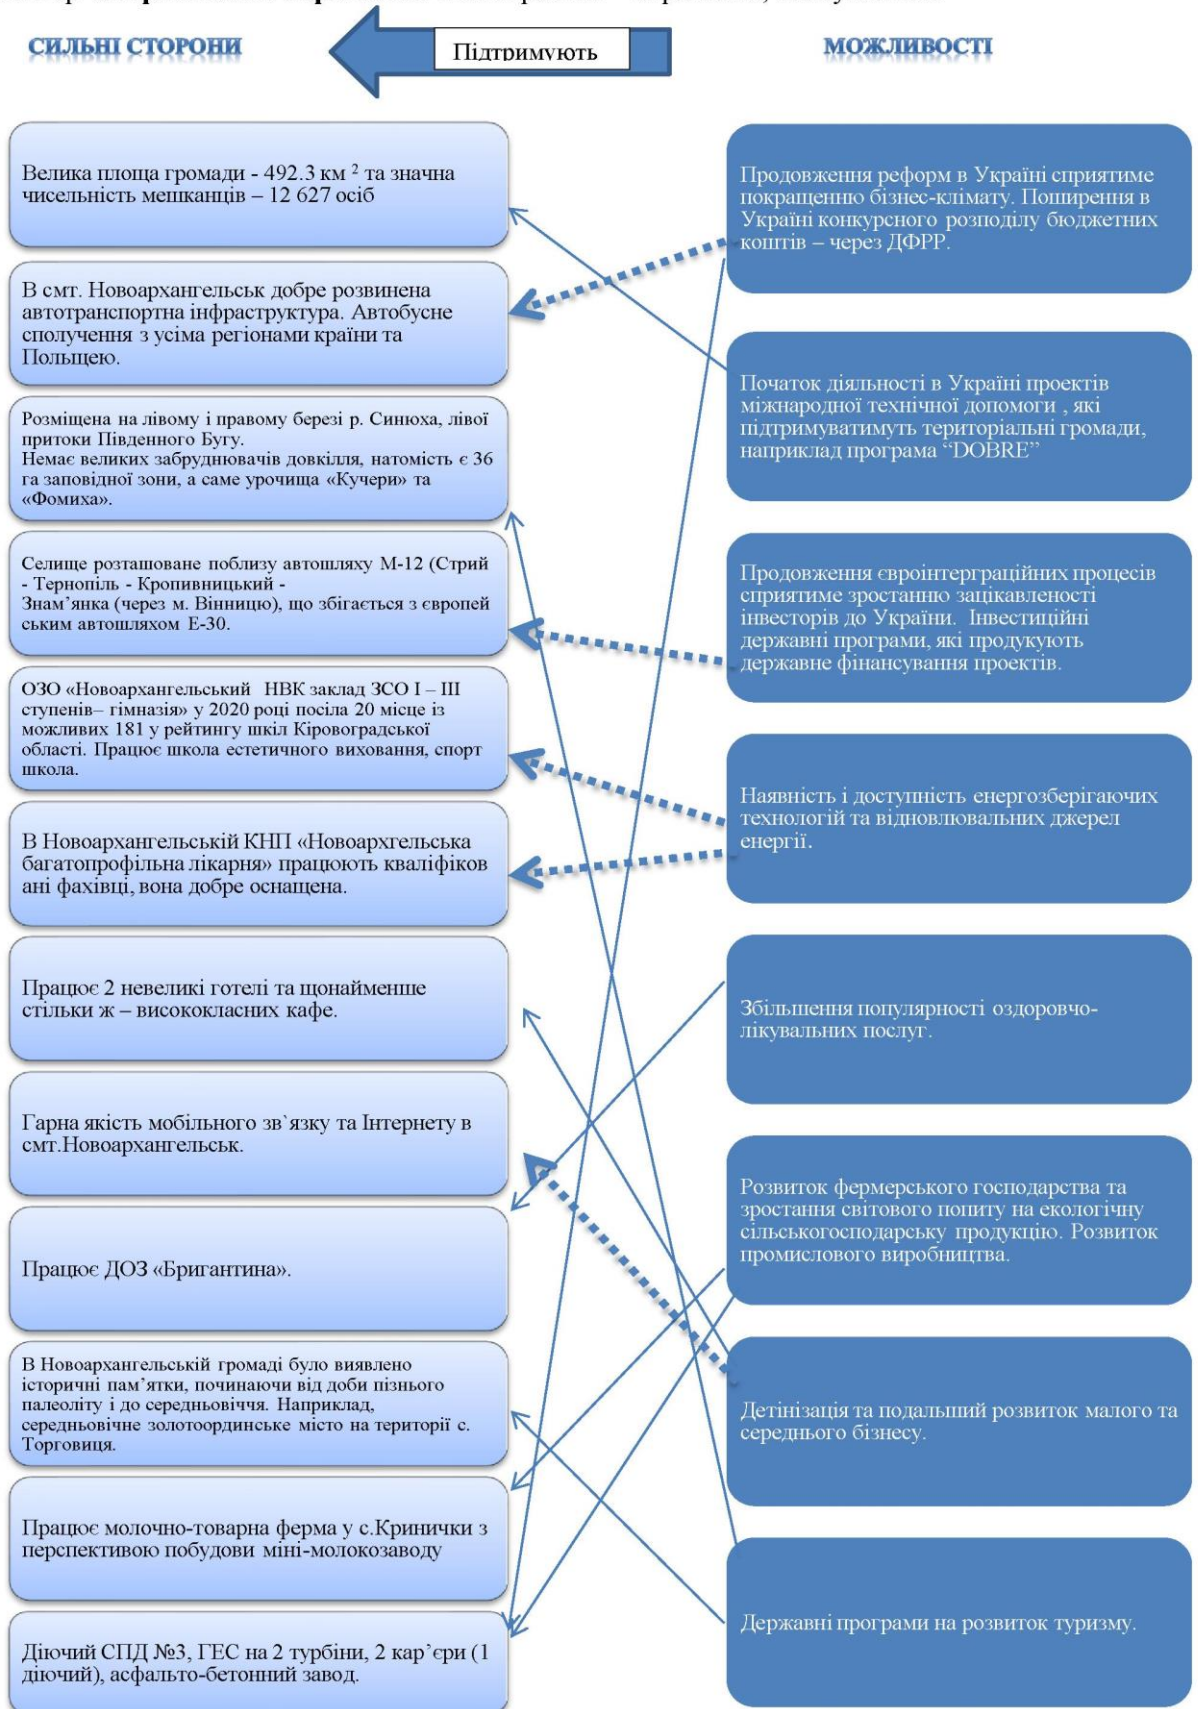 СИЛЬНІ СТОРОНИ
Підтримують
МОЖЛИВОСТІ
Велика площа громади - 492.3 км ² та значна
чисельність мешканців – 12 627 осіб
В смт. Новоархангельськ добре розвинена
автотранспортна інфраструктура. Автобусне
сполучення з усіма регіонами країни та
Польщею.
Розміщена на лівому і правому березі р. Синюха, лівої
притоки Південного Бугу.
Немає великих забруднювачів довкілля, натомість є 36
га заповідної зони, а саме урочища «Кучери» та
«Фомиха».
Селище розташоване поблизу автошляху М-12 (Стрий
- Тернопіль - Кропивницький -
Знам’янка (через м. Вінницю), що збігається з європей
ським автошляхом Е-30.
ОЗО «Новоархангельський НВК заклад ЗСО І – ІІІ
ступенів– гімназія» у 2020 році посіла 20 місце із
можливих 181 у рейтингу шкіл Кіровоградської
області. Працює школа естетичного виховання, спорт
школа.
В Новоархангельській КНП «Новоархгельська
багатопрофільна лікарня» працюють кваліфіков
ані фахівці, вона добре оснащена.
Працює 2 невеликі готелі та щонайменше
стільки ж – висококласних кафе.
Гарна якість мобільного зв`язку та Інтернету в
смт.Новоархангельськ.
Працює ДОЗ «Бригантина».
В Новоархангельській громаді було виявлено
історичні пам’ятки, починаючи від доби пізнього
палеоліту і до середньовіччя. Наприклад,
середньовічне золотоординське місто на території с.
Торговиця.
Працює молочно-товарна ферма у с.Кринички з
перспективою побудови міні-молокозаводу
Діючий СПД №3, ГЕС на 2 турбіни, 2 кар’єри (1
діючий), асфальто-бетонний завод.
Продовження реформ в Україні сприятиме
покращенню бізнес-клімату. Поширення в
Україні конкурсного розподілу бюджетних
коштів – через ДФРР.
Початок діяльності в Україні проектів
міжнародної технічної допомоги , які
підтримуватимуть територіальні громади,
наприклад програма “DOBRE”
Продовження євроінтерграційних процесів
сприятиме зростанню зацікавленості
інвесторів до України. Інвестиційні
державні програми, які продукують
державне фінансування проектів.
Наявність і доступність енергозберігаючих
технологій та відновлювальних джерел
енергії.
Збільшення популярності оздоровчо-
лікувальних послуг.
Розвиток фермерського господарства та
зростання світового попиту на екологічну
сільськогосподарську продукцію. Розвиток
промислового виробництва.
Детінізація та подальший розвиток малого та
середнього бізнесу.
Державні програми на розвиток туризму.